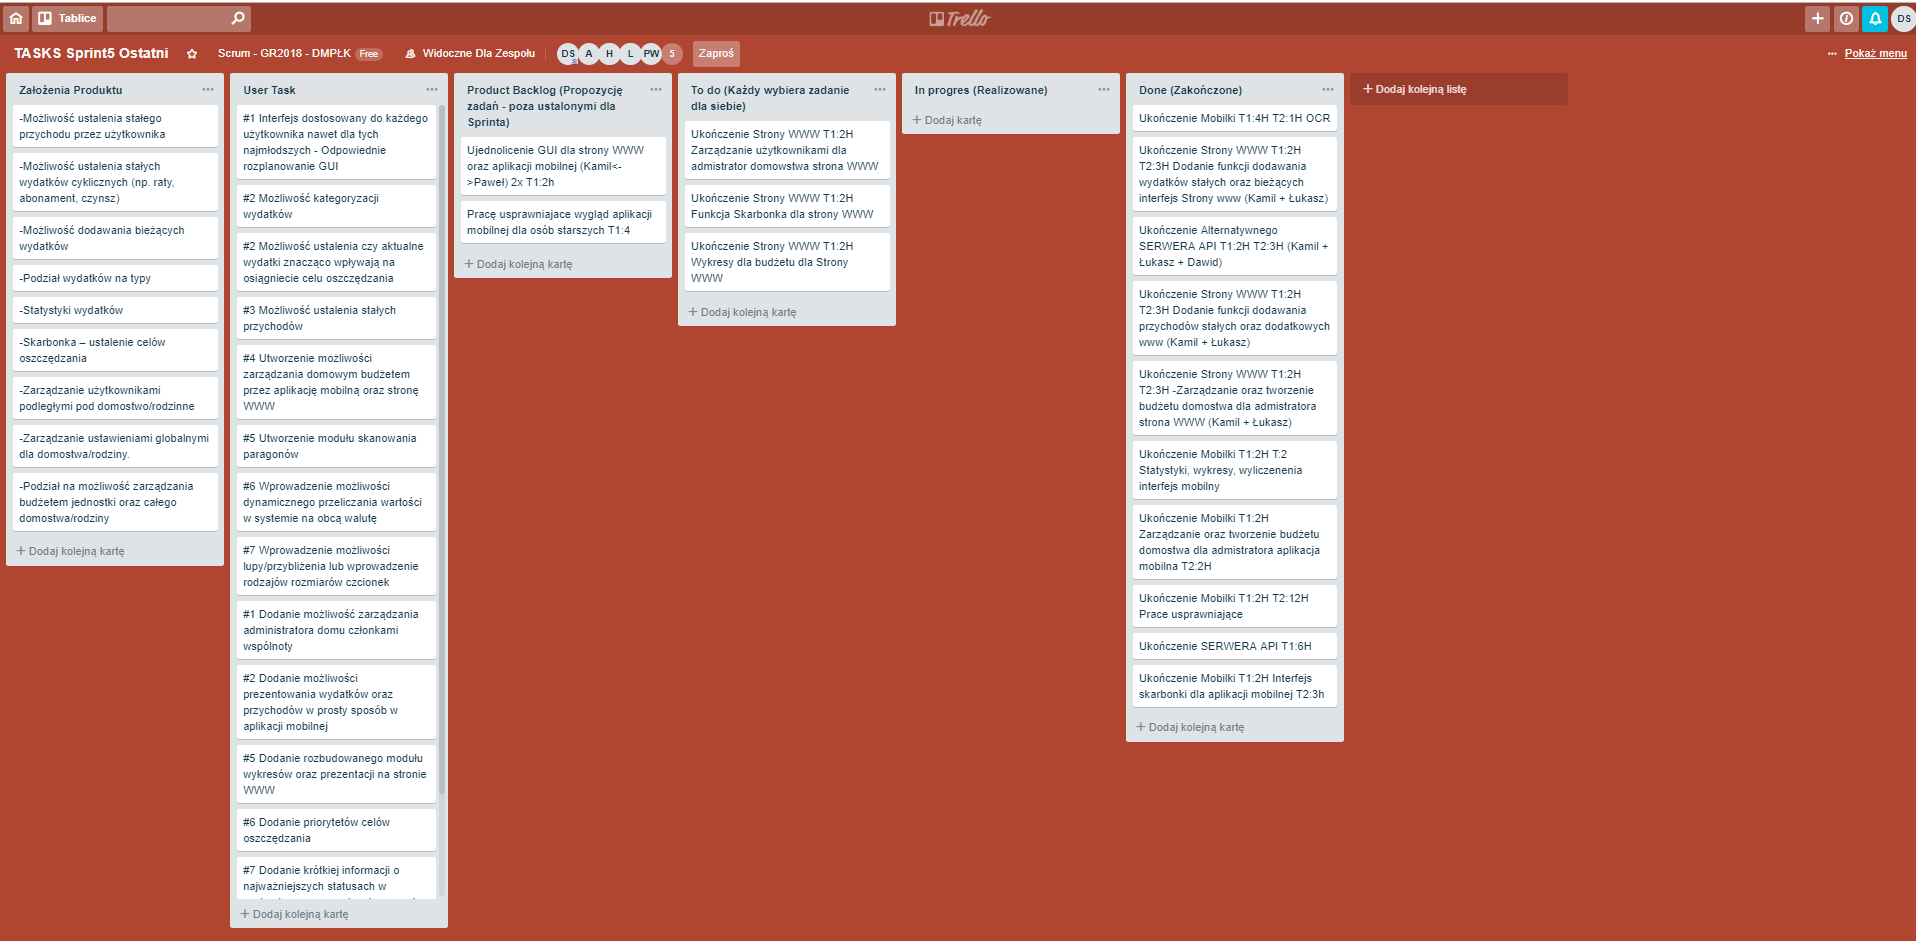 Tablice
Trello
DS
TASKS Sprint5 Ostatni
Scrum - GR2018 - DMPŁK Free
Widoczne Dla Zespołu
DS A H L PW 5
Zaproś
... Pokaż menu
Założenia Produktu
-Możliwość ustalenia stałego
przychodu przez użytkownika
-Możliwość ustalenia stałych
wydatków cyklicznych (np. raty,
abonament, czynsz)
-Możliwość dodawania bieżących
wydatków
-Podział wydatków na typy
-Statystyki wydatków
-Skarbonka – ustalenie celów
oszczędzania
-Zarządzanie użytkownikami
podległymi pod domostwo/rodzinne
-Zarządzanie ustawieniami globalnymi
dla domostwa/rodziny.
-Podział na możliwość zarządzania
budżetem jednostki oraz całego
domostwa/rodziny
+ Dodaj kolejną kartę
User Task
#1 Interfejs dostosowany do każdego
użytkownika nawet dla tych
najmłodszych - Odpowiednie
rozplanowanie GUI
#2 Możliwość kategoryzacji
wydatków
#2 Możliwość ustalenia czy aktualne
wydatki znacząco wpływają na
osiągniecie celu oszczędzania
#3 Możliwość ustalenia stałych
przychodów
#4 Utworzenie możliwości
zarządzania domowym budżetem
przez aplikację mobilną oraz stronę
WWW
#5 Utworzenie modułu skanowania
paragonów
#6 Wprowadzenie możliwości
dynamicznego przeliczania wartości
w systemie na obcą walutę
#7 Wprowadzenie możliwości
lupy/przybliżenia lub wprowadzenie
rodzajów rozmiarów czcionek
#1 Dodanie możliwość zarządzania
administratora domu członkami
wspólnoty
#2 Dodanie możliwości
prezentowania wydatków oraz
przychodów w prosty sposób w
aplikacji mobilnej
#5 Dodanie rozbudowanego modułu
wykresów oraz prezentacji na stronie
WWW
#6 Dodanie priorytetów celów
oszczędzania
#7 Dodanie krótkiej informacji o
najważniejszych statusach w
+ Dodaj kolejną kartę
Product Backlog (Propozycję
zadań - poza ustalonymi dla
Sprinta)
Ujednolicenie GUI dla strony WWW
oraz aplikacji mobilnej (Kamil<-
>Paweł) 2x T1:2h
Pracę usprawniajace wygląd aplikacji
mobilnej dla osób starszych T1:4
+ Dodaj kolejną kartę
To do (Każdy wybiera zadanie
dla siebie)
Ukończenie Strony WWW T1:2H
Zarządzanie użytkownikami dla
admistrator domowstwa strona WWW
Ukończenie Strony WWW T1:2H
Funkcja Skarbonka dla strony WWW
Ukończenie Strony WWW T1:2H
Wykresy dla budżetu dla Strony
WWW
+ Dodaj kolejną kartę
In progres (Realizowane)
+ Dodaj kartę
Done (Zakończone)
Ukończenie Mobilki T1:4H T2:1H OCR
Ukończenie Strony WWW T1:2H
T2:3H Dodanie funkcji dodawania
wydatków stałych oraz bieżących
interfejs Strony www (Kamil + Łukasz)
Ukończenie Alternatywnego
SERWERA API T1:2H T2:3H (Kamil +
Łukasz + Dawid)
Ukończenie Strony WWW T1:2H
T2:3H Dodanie funkcji dodawania
przychodów stałych oraz dodatkowych
www (Kamil + Łukasz)
Ukończenie Strony WWW T1:2H
T2:3H -Zarządzanie oraz tworzenie
budżetu domostwa dla admistratora
strona WWW (Kamil + Łukasz)
Ukończenie Mobilki T1:2H T:2
Statystyki, wykresy, wyliczenenia
interfejs mobilny
Ukończenie Mobilki T1:2H
Zarządzanie oraz tworzenie budżetu
domostwa dla admistratora aplikacja
mobilna T2:2H
Ukończenie Mobilki T1:2H T2:12H
Prace usprawniające
Ukończenie SERWERA API T1:6H
Ukończenie Mobilki T1:2H Interfejs
skarbonki dla aplikacji mobilnej T2:3h
+ Dodaj kolejną kartę
+ Dodaj kolejną listę